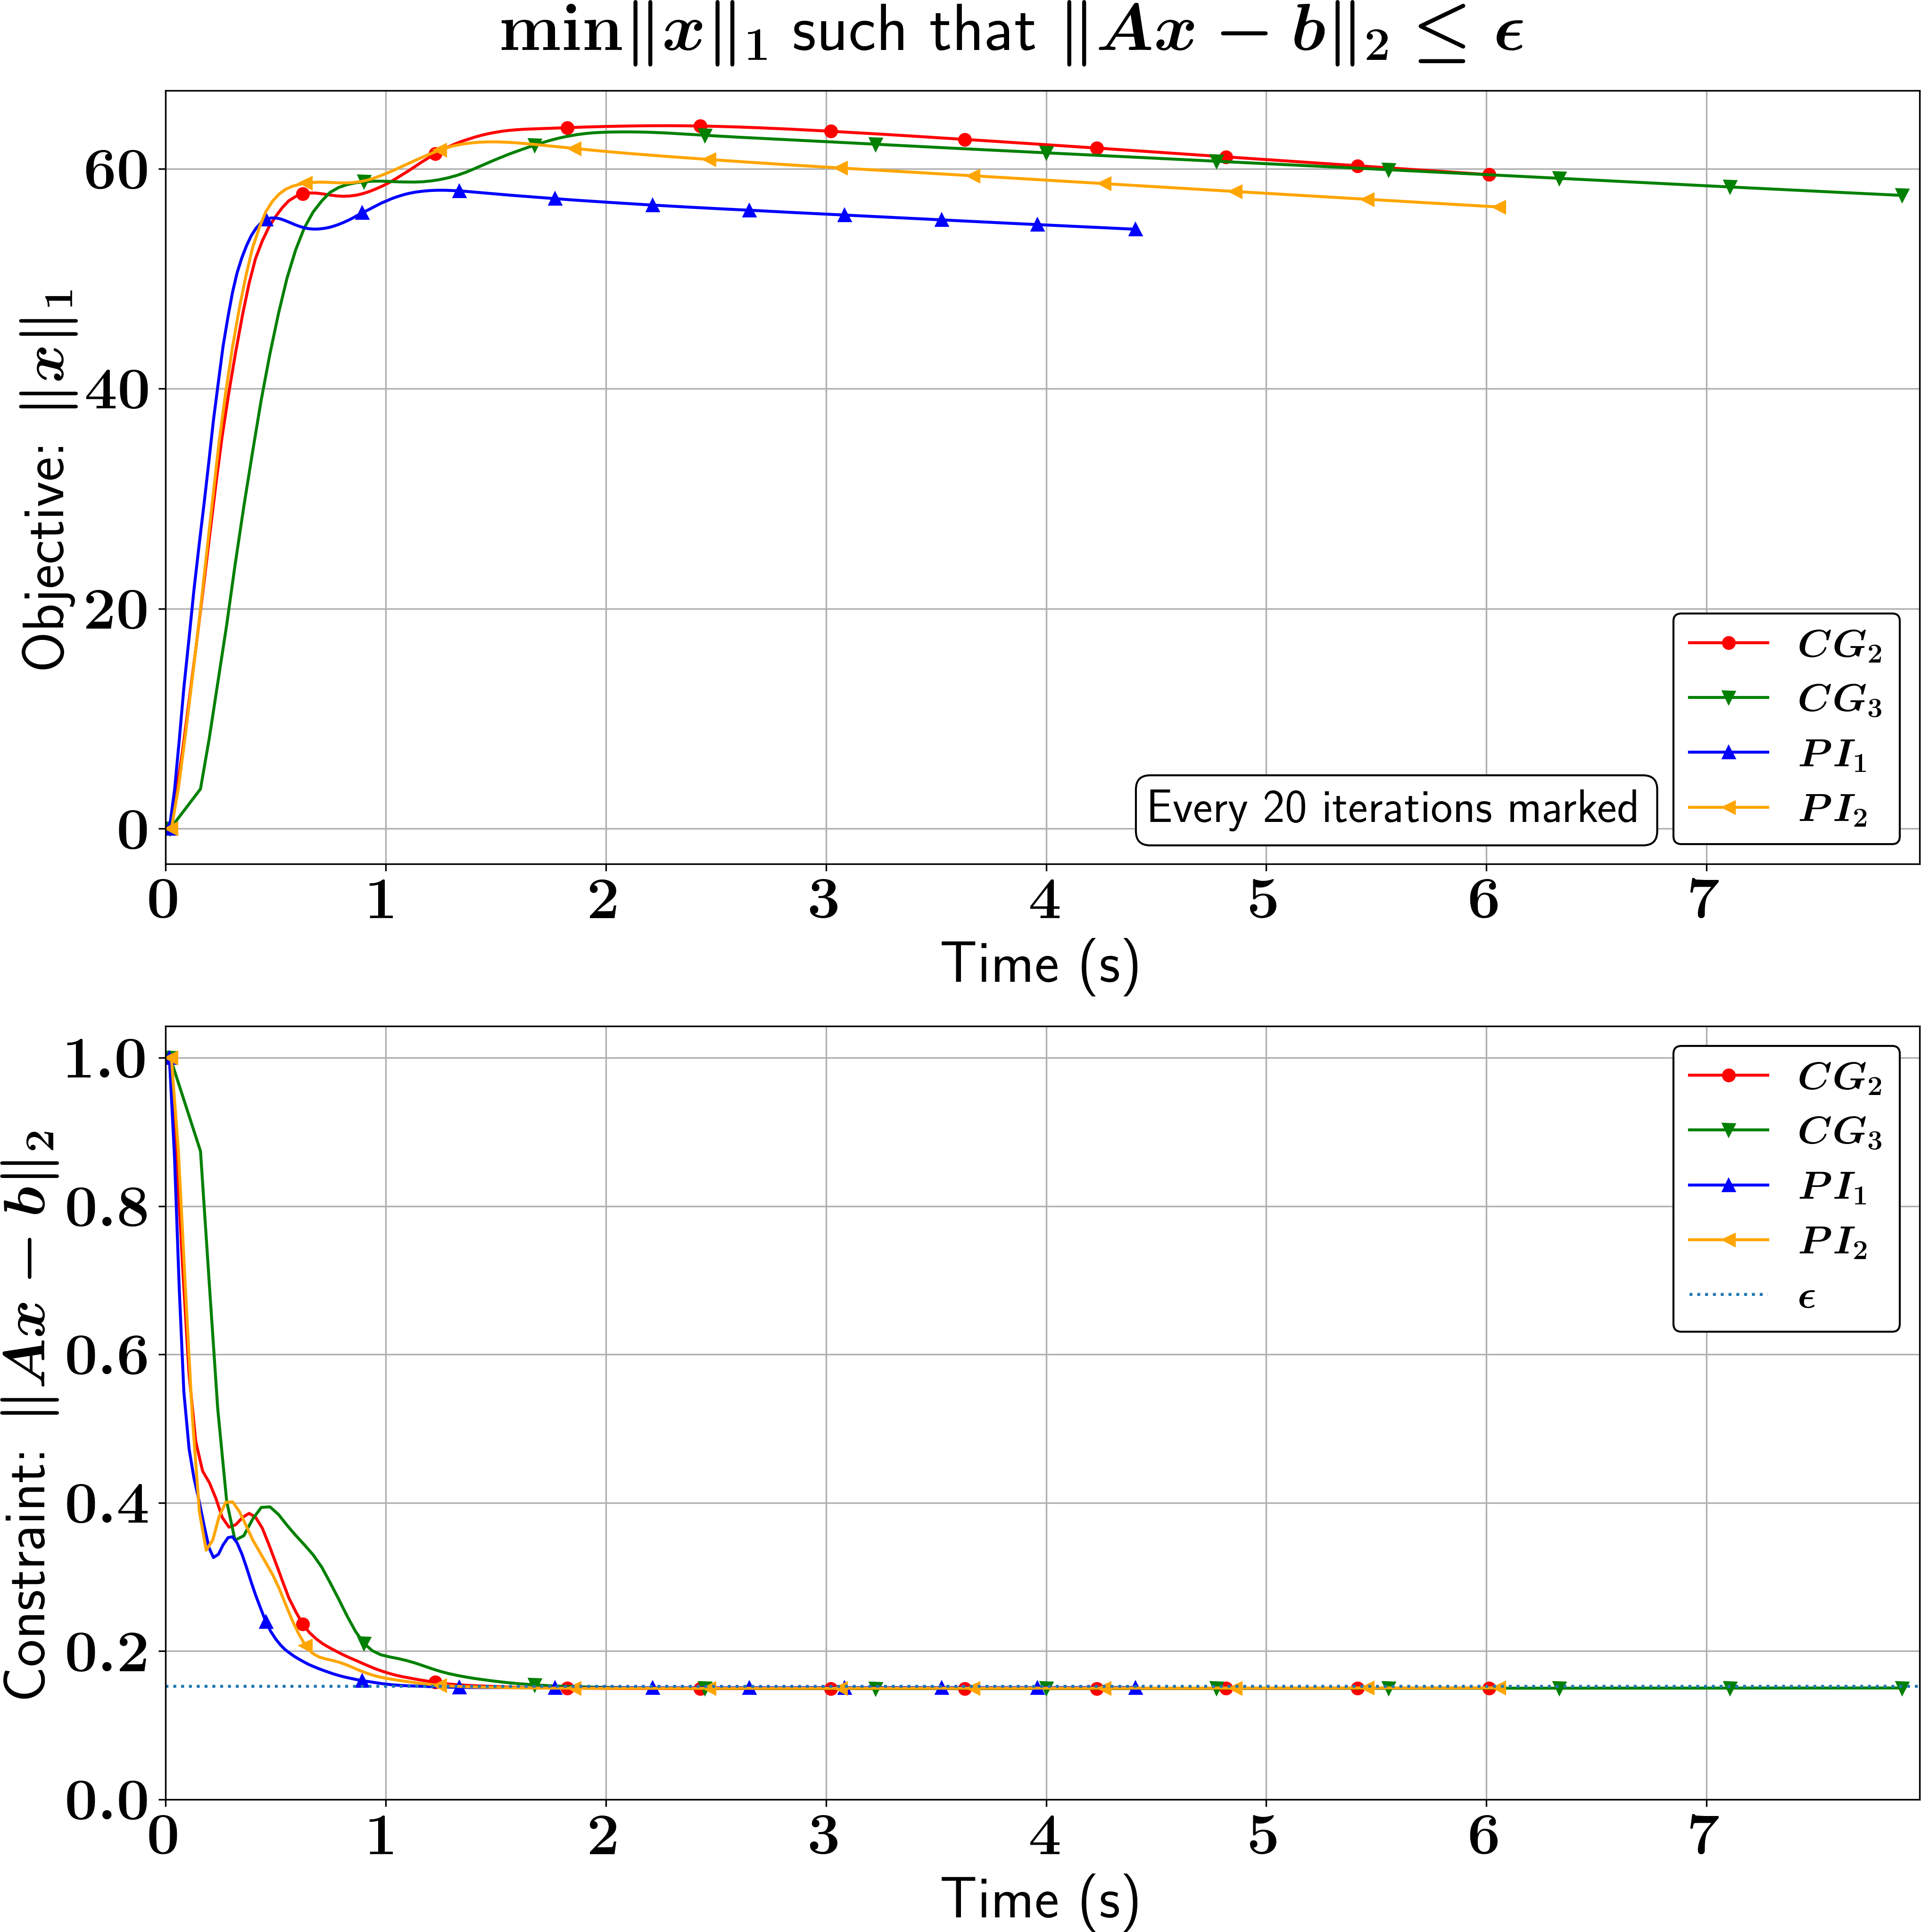 min‖x‖₁ such that ‖Ax − b‖₂ ≤ ϵ
Objective: ‖x‖₁
60
40
20
0
CG₂
CG₃
PI₁
PI₂
Every 20 iterations marked
0 1 2 3 4 5 6 7
Time (s)
Constraint: ‖Ax − b‖₂
1.0
0.8
0.6
0.4
0.2
0.0
CG₂
CG₃
PI₁
PI₂
ϵ
0 1 2 3 4 5 6 7
Time (s)